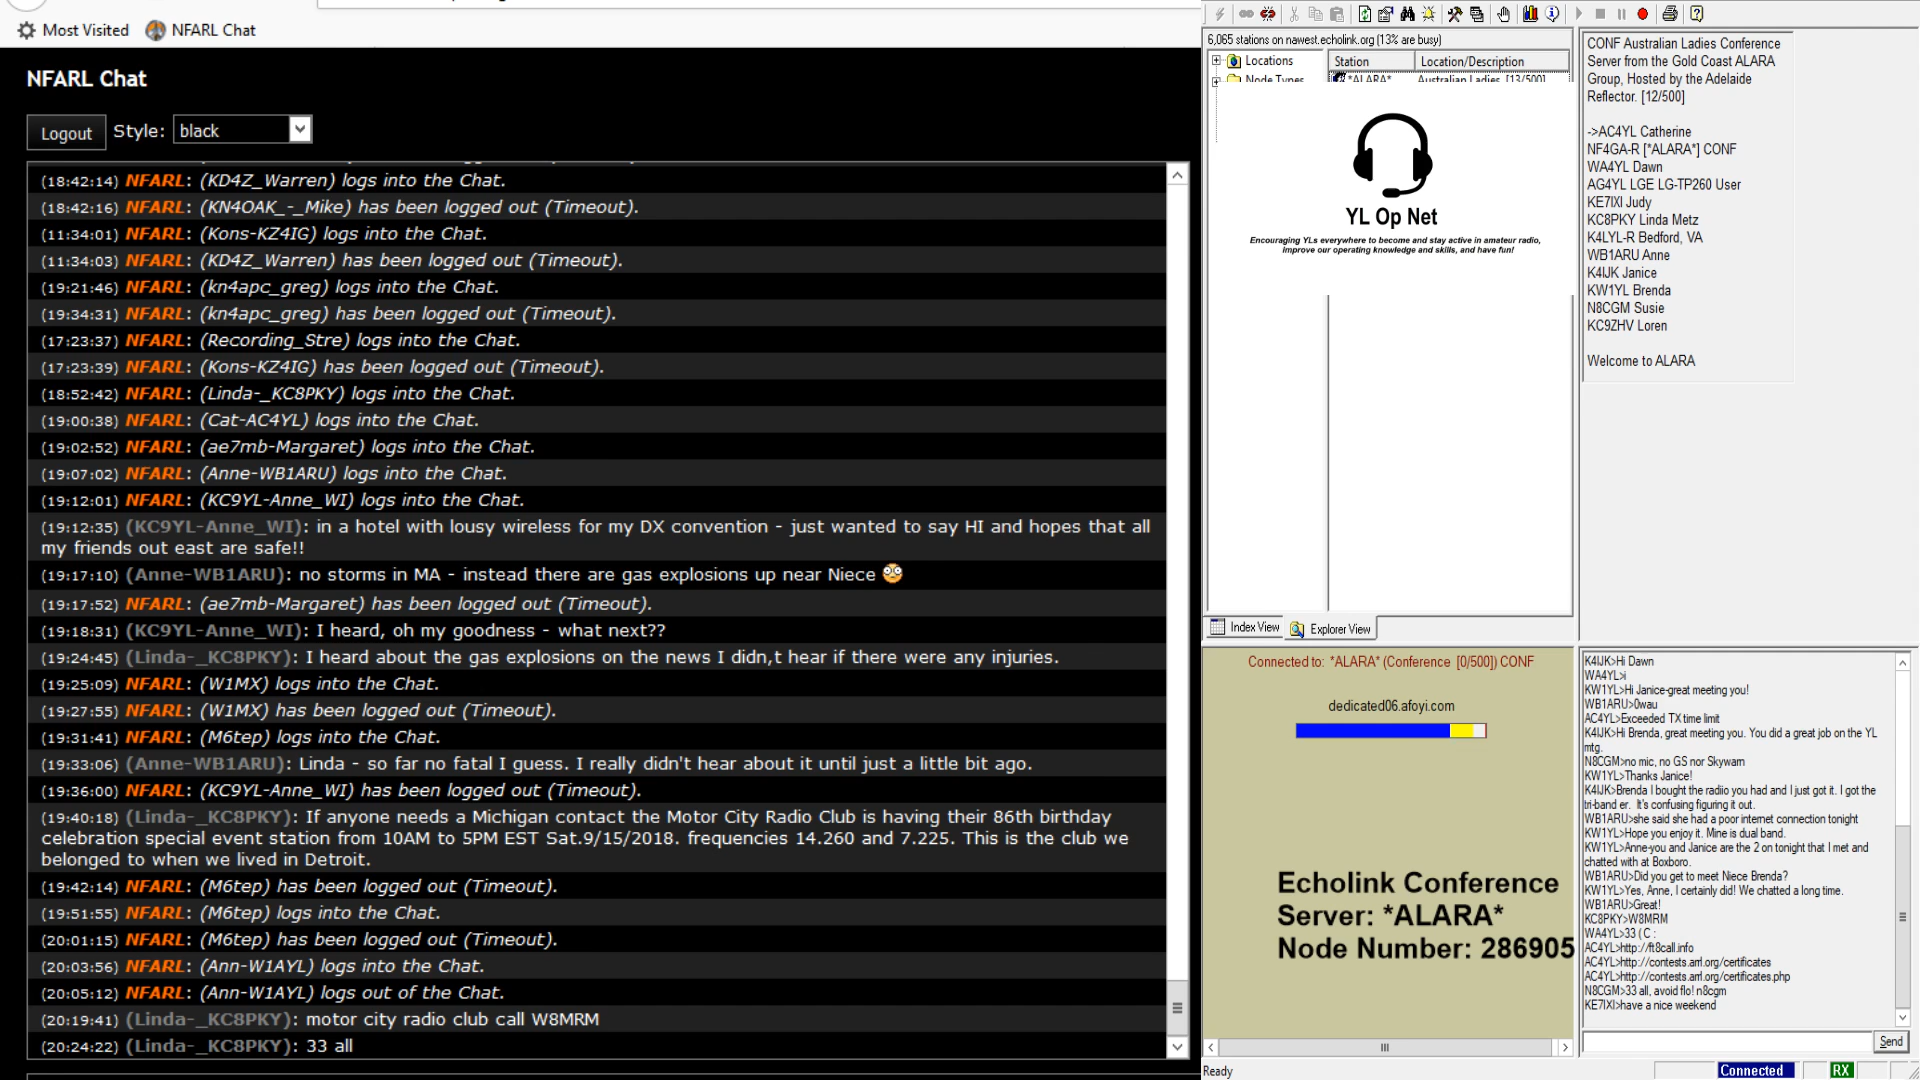 Most Visited
NFARL Chat
NFARL Chat
Logout
Style:
black
(18:42:14) NFARL: (KD4Z_Warren) logs into the Chat.
(18:42:16) NFARL: (KN4OAK_-_Mike) has been logged out (Timeout).
(11:34:01) NFARL: (Kons-KZ4IG) logs into the Chat.
(11:34:03) NFARL: (KD4Z_Warren) has been logged out (Timeout).
(19:21:46) NFARL: (kn4apc_greg) logs into the Chat.
(19:34:31) NFARL: (kn4apc_greg) has been logged out (Timeout).
(17:23:37) NFARL: (Recording_Stre) logs into the Chat.
(17:23:39) NFARL: (Kons-KZ4IG) has been logged out (Timeout).
(18:52:42) NFARL: (Linda-_KC8PKY) logs into the Chat.
(19:00:38) NFARL: (Cat-AC4YL) logs into the Chat.
(19:02:52) NFARL: (ae7mb-Margaret) logs into the Chat.
(19:07:02) NFARL: (Anne-WB1ARU) logs into the Chat.
(19:12:01) NFARL: (KC9YL-Anne_WI) logs into the Chat.
(19:12:35) (KC9YL-Anne_WI): in a hotel with lousy wireless for my DX convention - just wanted to say HI and hopes that all
my friends out east are safe!!
(19:17:10) (Anne-WB1ARU): no storms in MA - instead there are gas explosions up near Niece
(19:17:52) NFARL: (ae7mb-Margaret) has been logged out (Timeout).
(19:18:31) (KC9YL-Anne_WI): I heard, oh my goodness - what next??
(19:24:45) (Linda-_KC8PKY): I heard about the gas explosions on the news I didn,t hear if there were any injuries.
(19:25:09) NFARL: (W1MX) logs into the Chat.
(19:27:55) NFARL: (W1MX) has been logged out (Timeout).
(19:31:41) NFARL: (M6tep) logs into the Chat.
(19:33:06) (Anne-WB1ARU): Linda - so far no fatal I guess. I really didn't hear about it until just a little bit ago.
(19:36:00) NFARL: (KC9YL-Anne_WI) has been logged out (Timeout).
(19:40:18) (Linda-_KC8PKY): If anyone needs a Michigan contact the Motor City Radio Club is having their 86th birthday
celebration special event station from 10AM to 5PM EST Sat.9/15/2018. frequencies 14.260 and 7.225. This is the club we
belonged to when we lived in Detroit.
(19:42:14) NFARL: (M6tep) has been logged out (Timeout).
(19:51:55) NFARL: (M6tep) logs into the Chat.
(20:01:15) NFARL: (M6tep) has been logged out (Timeout).
(20:03:56) NFARL: (Ann-W1AYL) logs into the Chat.
(20:05:12) NFARL: (Ann-W1AYL) logs out of the Chat.
(20:19:41) (Linda-_KC8PKY): motor city radio club call W8MRM
(20:24:22) (Linda-_KC8PKY): 33 all
6,065 stations on nawest.echolink.org (13% are busy)
Locations
Node Types
Station
Location/Description
*ALARA*
Australian Ladies [13/500]
YL Op Net
Encouraging YLs everywhere to become and stay active in amateur radio,
improve our operating knowledge and skills, and have fun!
Index View
Explorer View
CONF Australian Ladies Conference
Server from the Gold Coast ALARA
Group, Hosted by the Adelaide
Reflector. [12/500]
->AC4YL Catherine
NF4GA-R [*ALARA*] CONF
WA4YL Dawn
AG4YL LGE LG-TP260 User
KE7IXI Judy
KC8PKY Linda Metz
K4LYL-R Bedford, VA
WB1ARU Anne
K4IJK Janice
KW1YL Brenda
N8CGM Susie
KC9ZHV Loren
Welcome to ALARA
Connected to: *ALARA* (Conference [0/500]) CONF
dedicated06.afoyi.com
Echolink Conference
Server: *ALARA*
Node Number: 286905
K4IJK>Hi Dawn
WA4YL>i
KW1YL>Hi Janice-great meeting you!
WB1ARU>0wau
AC4YL>Exceeded TX time limit
K4IJK>Hi Brenda, great meeting you. You did a great job on the YL
mtg.
N8CGM>no mic, no GS nor Skywarn
KW1YL>Thanks Janice!
K4IJK>Brenda I bought the radiio you had and I just got it. I got the
tri-band er. It's confusing figuring it out.
WB1ARU>she said she had a poor internet connection tonight
KW1YL>Hope you enjoy it. Mine is dual band.
KW1YL>Anne-you and Janice are the 2 on tonight that I met and
chatted with at Boxboro.
WB1ARU>Did you get to meet Niece Brenda?
KW1YL>Yes, Anne, I certainly did! We chatted a long time.
WB1ARU>Great!
KC8PKY>W8MRM
WA4YL>33 ( C :
AC4YL>http://ft8call.info
AC4YL>http://contests.arrl.org/certificates
AC4YL>http://contests.arrl.org/certificates.php
N8CGM>33 all, avoid flo! n8cgm
KE7IXI>have a nice weekend
Send
Ready
Connected
RX